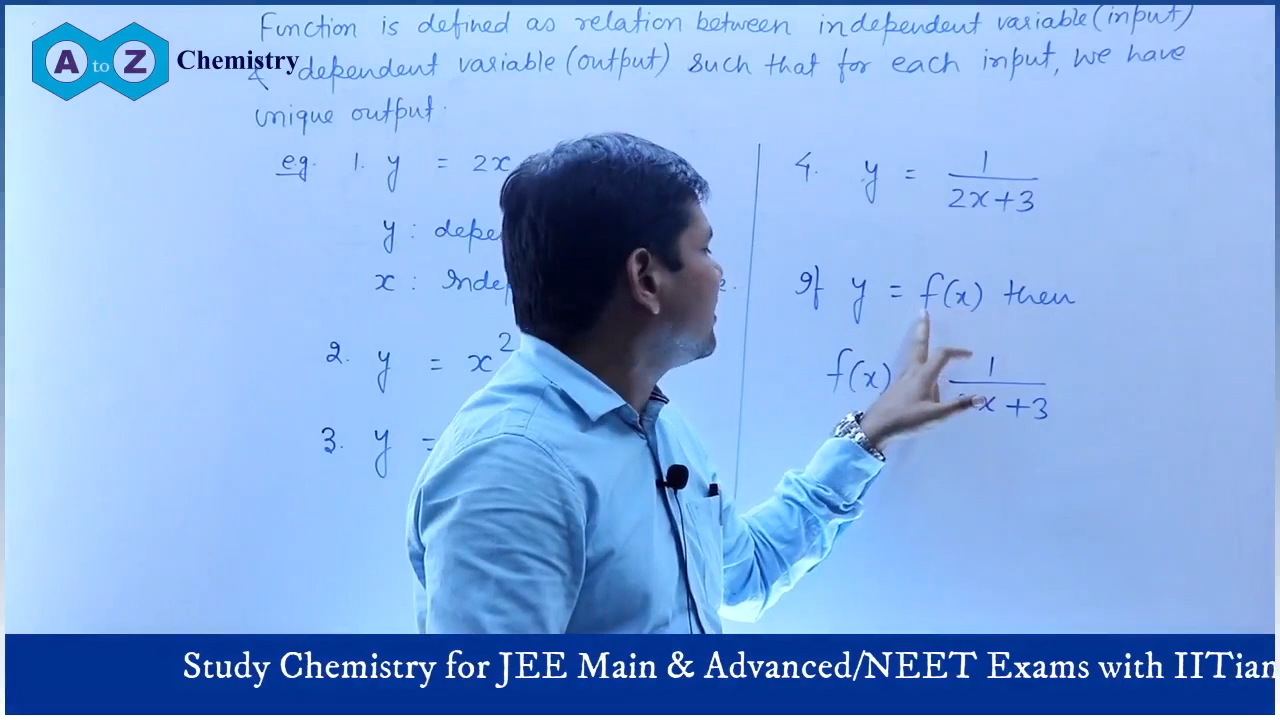 A to Z Chemistry
Function is defined as relation between independent variable (input)
& dependent variable (output) such that for each input, we have
unique output.
e.g. 1. y = 2x
y : depe
x : Inde e.
2. y = x²
3. y =
4. y = 1 / 2x+3
If y = f(x) then
f(x) 1 / x + 3
Study Chemistry for JEE Main & Advanced/NEET Exams with IITian